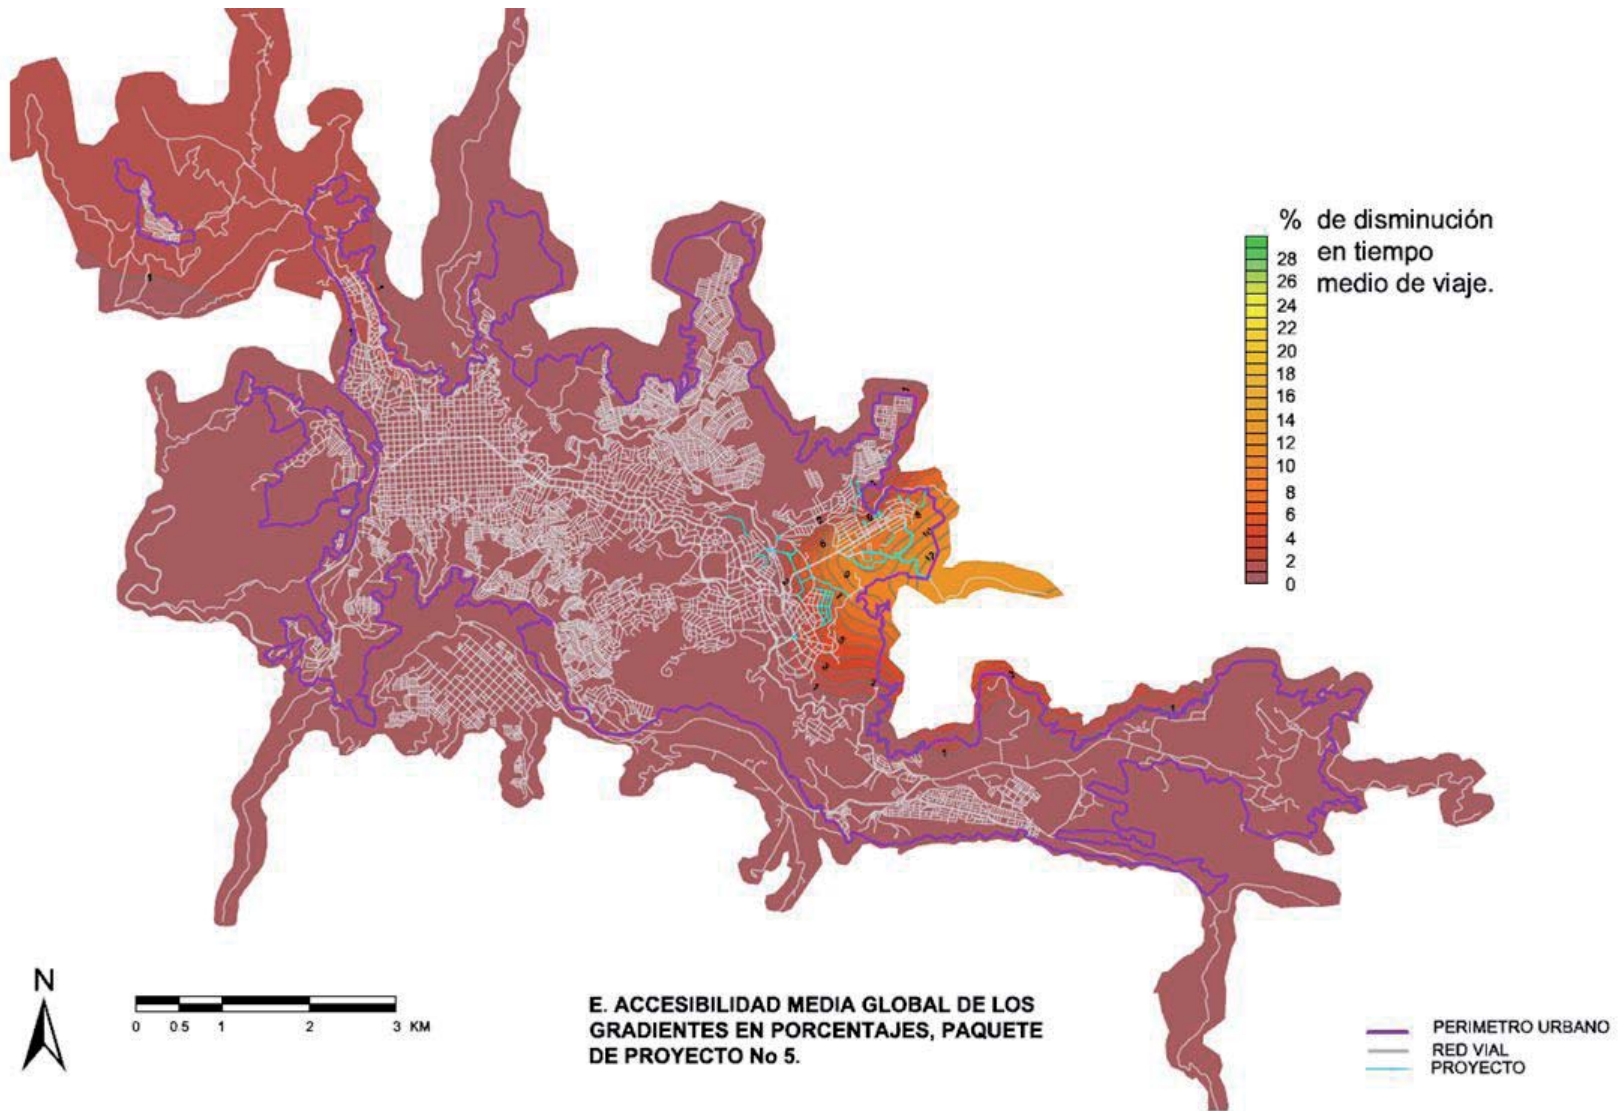 % de disminución
en tiempo
medio de viaje.
28
26
24
22
20
18
16
14
12
10
8
6
4
2
0
N
0 0.5 1 2 3 KM
E. ACCESIBILIDAD MEDIA GLOBAL DE LOS
GRADIENTES EN PORCENTAJES, PAQUETE
DE PROYECTO No 5.
PERIMETRO URBANO
RED VIAL
PROYECTO